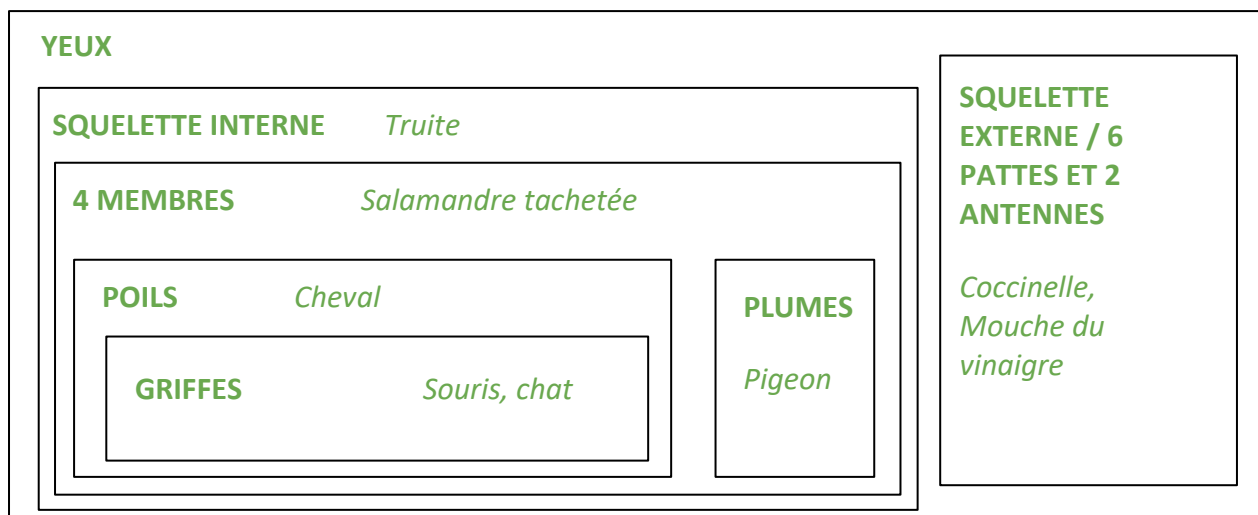 YEUX
SQUELETTE INTERNE Truite
4 MEMBRES Salamandre tachetée
POILS Cheval
GRIFFES Souris, chat
PLUMES
Pigeon
SQUELETTE
EXTERNE / 6
PATTES ET 2
ANTENNES
Coccinelle,
Mouche du
vinaigre